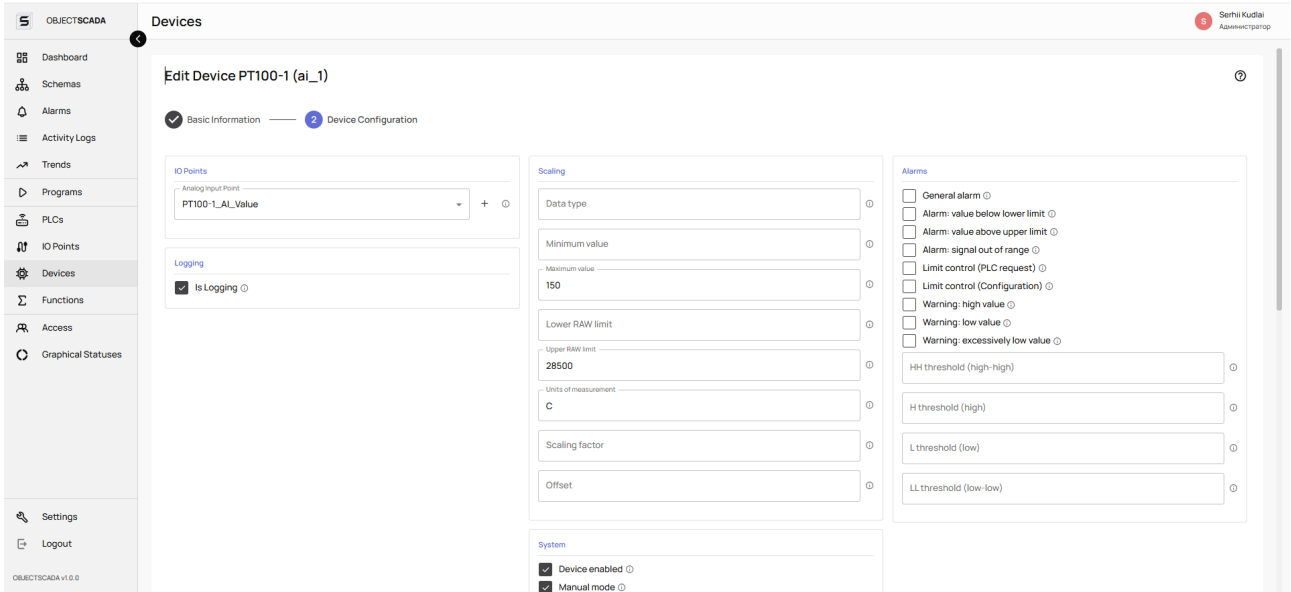 OBJECTSCADA
Devices
S
Serhii Kudlai
Администратор
Dashboard
Schemas
Alarms
Activity Logs
Trends
Programs
PLCs
IO Points
Devices
Functions
Access
Graphical Statuses
Settings
Logout
OBJECTSCADA v1.0.0
Edit Device PT100-1 (ai_1)
Basic Information
2 Device Configuration
IO Points
Analog Input Point
PT100-1_AI_Value
Logging
Is Logging
Scaling
Data type
Minimum value
Maximum value
150
Lower RAW limit
Upper RAW limit
28500
Units of measurement
C
Scaling factor
Offset
System
Device enabled
Manual mode
Alarms
General alarm
Alarm: value below lower limit
Alarm: value above upper limit
Alarm: signal out of range
Limit control (PLC request)
Limit control (Configuration)
Warning: high value
Warning: low value
Warning: excessively low value
HH threshold (high-high)
H threshold (high)
L threshold (low)
LL threshold (low-low)